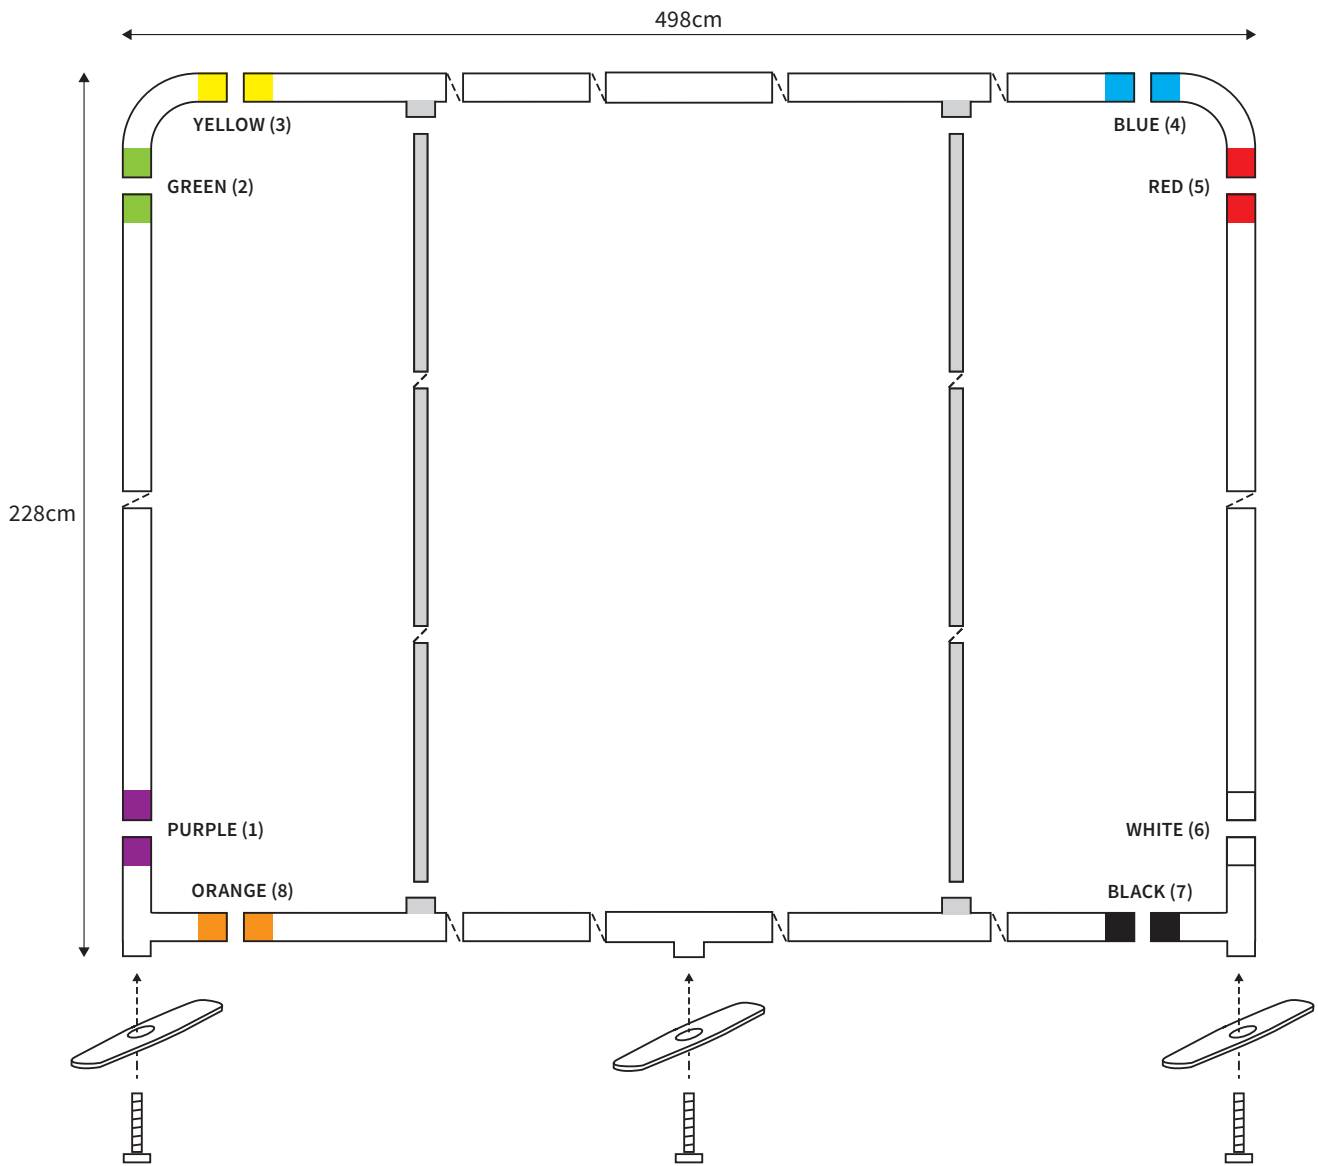 498cm
YELLOW (3)
BLUE (4)
GREEN (2)
RED (5)
228cm
PURPLE (1)
WHITE (6)
ORANGE (8)
BLACK (7)